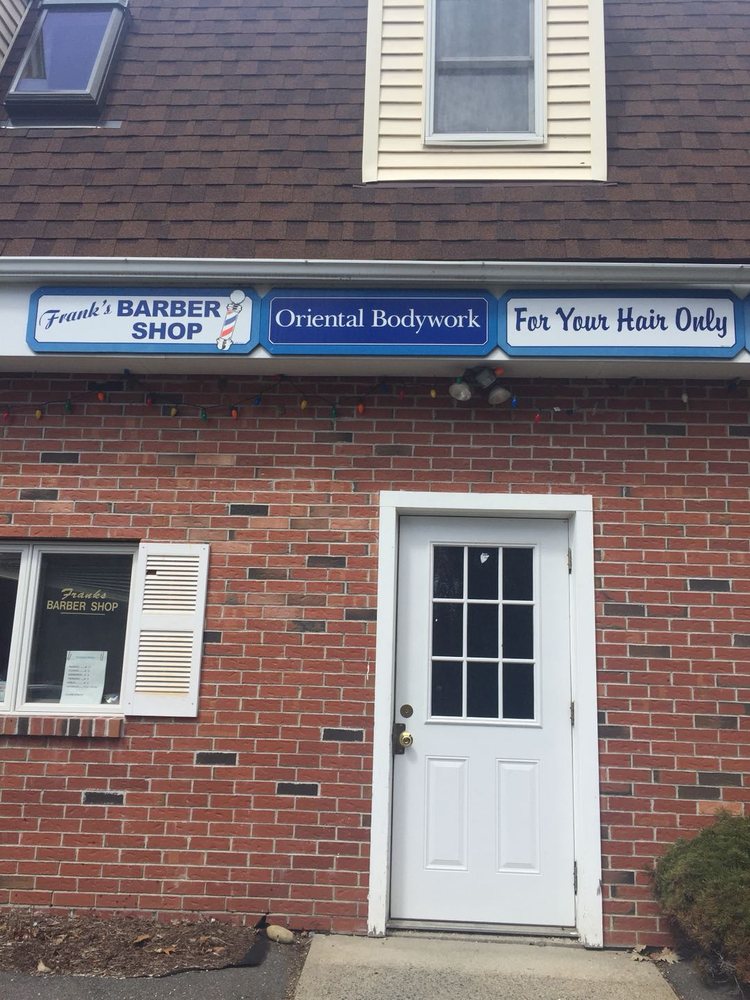 Frank's BARBER
SHOP
Oriental Bodywork
For Your Hair Only
Franks
BARBER SHOP